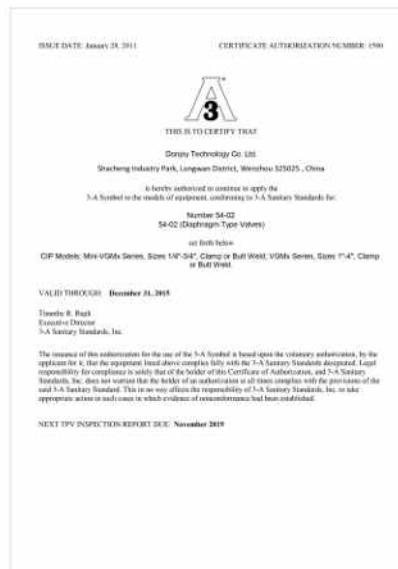 ISSUE DATE: January 28, 2011 CERTIFICATE AUTHORIZATION NUMBER: 1590
A
3
THIS IS TO CERTIFY THAT
Donjoy Technology Co. Ltd.
Shacheng Industry Park, Longwan District, Wenzhou 325025 , China
is hereby authorized to continue to apply the
3-A Symbol to the models of equipment, conforming to 3-A Sanitary Standards for:
Number 54-02
54-02 (Diaphragm-Type Valves)
set forth below
CIP Models: Mini-VGMx Series, Sizes 1/4"-3/4", Clamp or Butt Weld; VGMx Series, Sizes 1"-4", Clamp
or Butt Weld.
VALID THROUGH: December 31, 2015
Timothy R. Rugh
Executive Director
3-A Sanitary Standards, Inc.
The issuance of this authorization for the use of the 3-A Symbol is based upon the voluntary authorization, by the
applicant for it, that the equipment listed above complies fully with the 3-A Sanitary Standards designated. Legal
responsibility for compliance is solely that of the holder of this Certificate of Authorization, and 3-A Sanitary
Standards, Inc. does not warrant that the holder of an authorization at all times complies with the provisions of the
said 3-A Sanitary Standard. This in no way affects the responsibility of 3-A Sanitary Standards, Inc. to take
appropriate action in such cases in which evidence of nonconformance had been established.
NEXT TPV INSPECTION REPORT DUE: November 2019